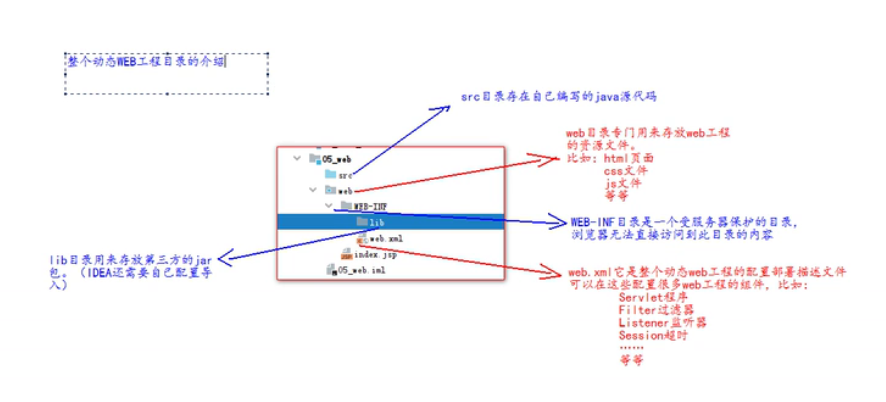 整个动态WEB工程目录的介绍
src目录存在自己编写的java源代码
web目录专门用来存放web工程
的资源文件。
比如: html页面
css文件
js文件
等等
05_web
src
web
WEB-INF
lib
web.xml
index.jsp
05_web.iml
WEB-INF目录是一个受服务器保护的目录,
浏览器无法直接访问到此目录的内容
lib目录用来存放第三方的jar
包。（IDEA还需要自己配置导
入）
web.xml它是整个动态web工程的配置部署描述文件
可以在这些配置很多web工程的组件，比如:
Servlet程序
Filter过滤器
Listener监听器
Session超时
……
等等